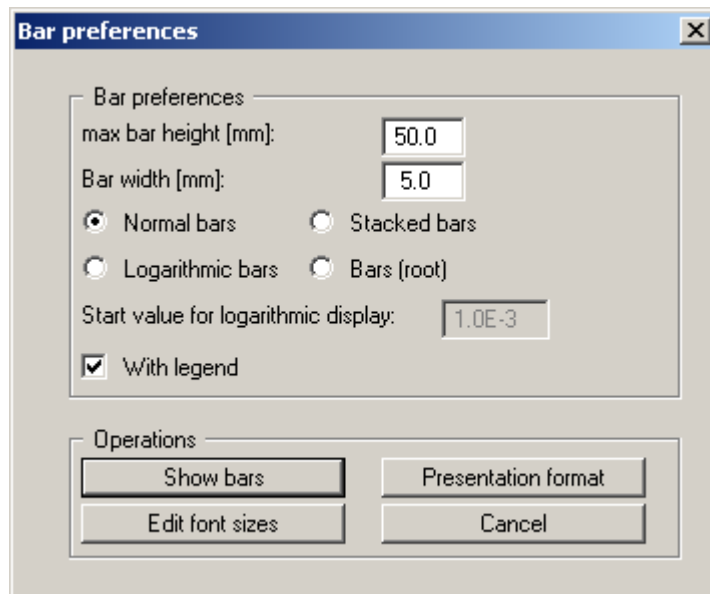 Bar preferences
Bar preferences
max bar height [mm]: 50.0
Bar width [mm]: 5.0
Normal bars Stacked bars
Logarithmic bars Bars (root)
Start value for logarithmic display: 1.0E-3
With legend
Operations
Show bars Presentation format
Edit font sizes Cancel